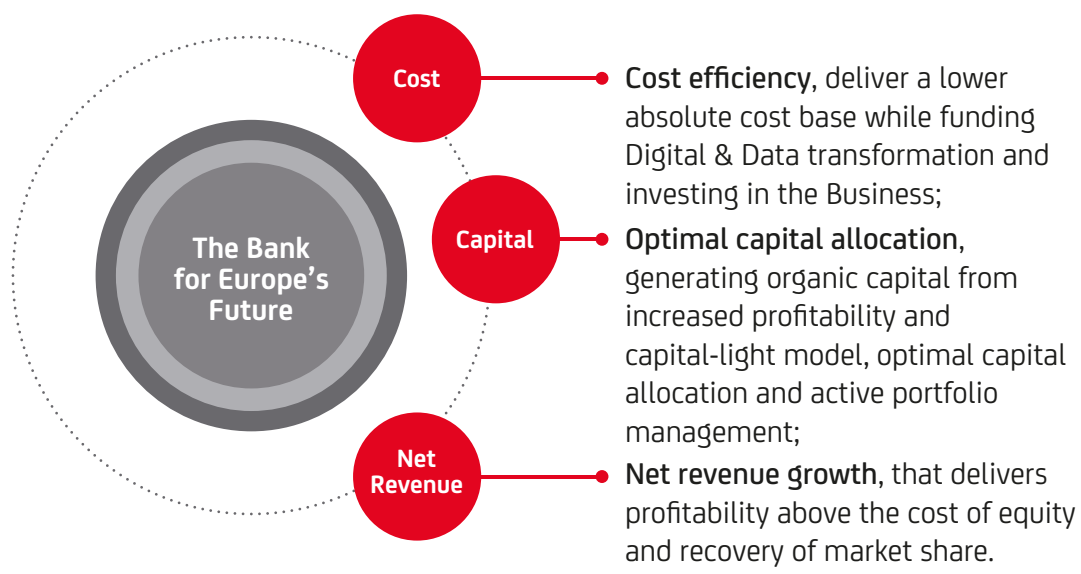 The Bank
for Europe's
Future
Cost
Cost efficiency, deliver a lower
absolute cost base while funding
Digital & Data transformation and
investing in the Business;
Capital
Optimal capital allocation,
generating organic capital from
increased profitability and
capital-light model, optimal capital
allocation and active portfolio
management;
Net
Revenue
Net revenue growth, that delivers
profitability above the cost of equity
and recovery of market share.